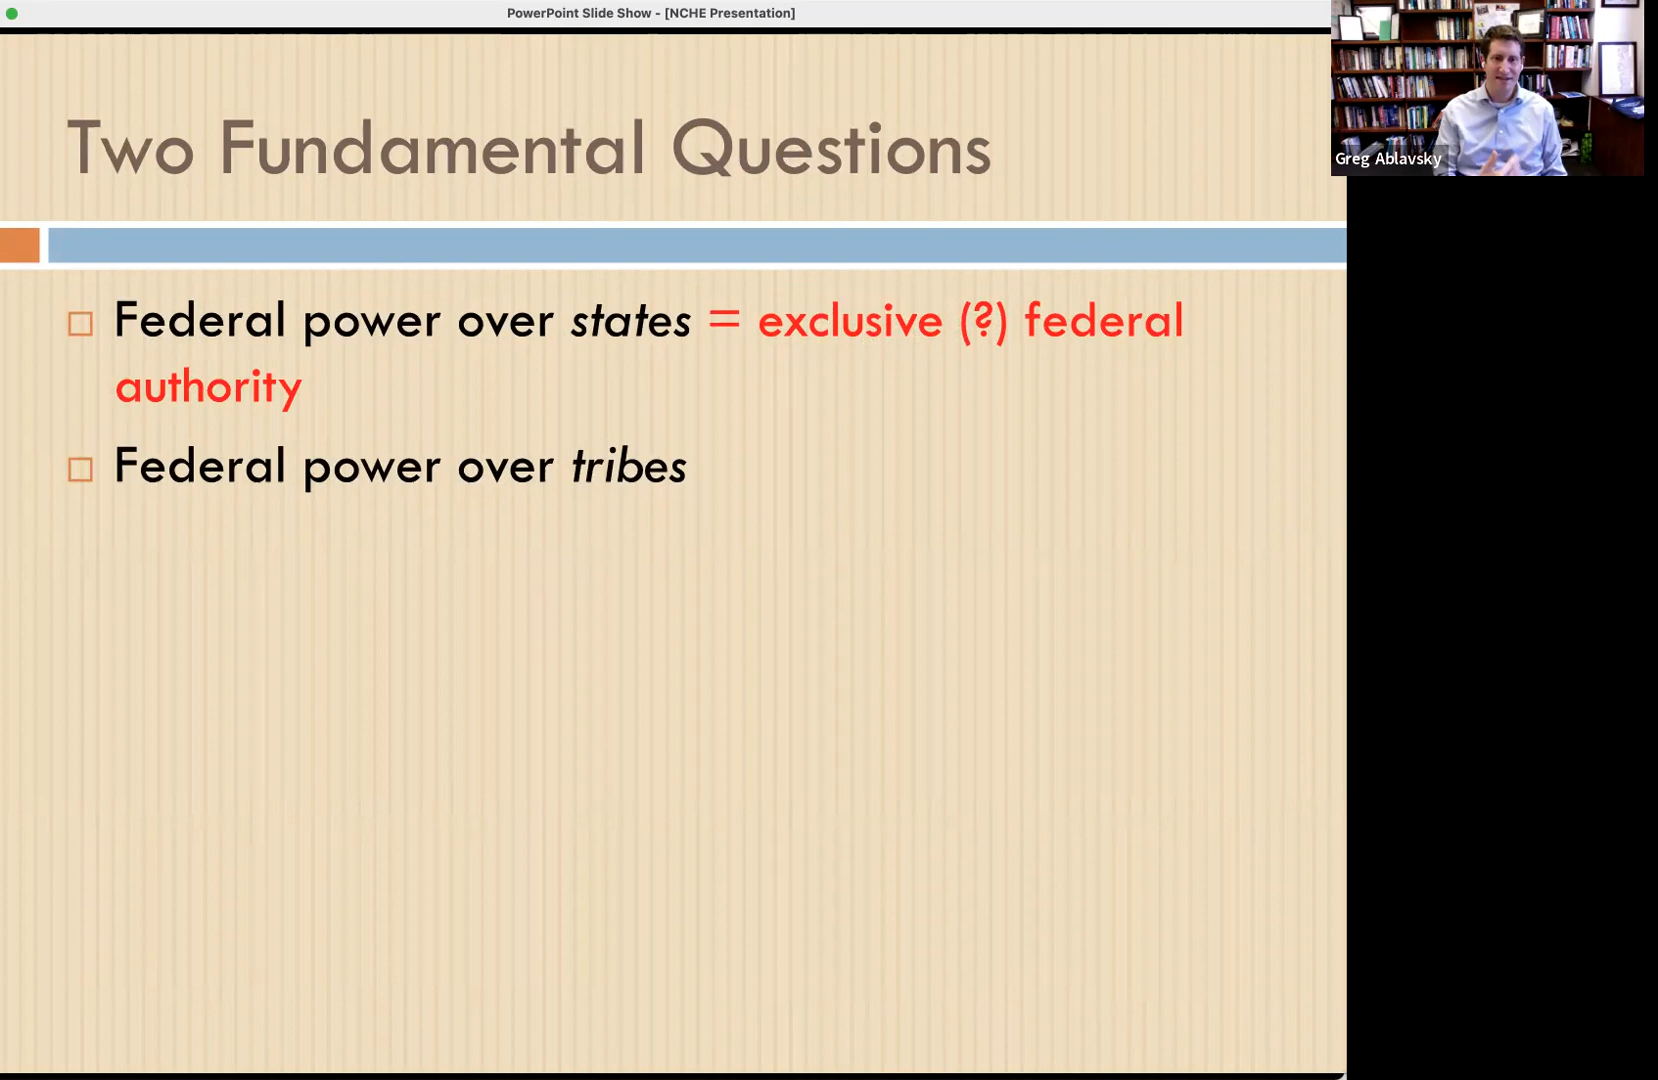 PowerPoint Slide Show - [NCHE Presentation]
Greg Ablavsky
Two Fundamental Questions
Federal power over states = exclusive (?) federal
authority
Federal power over tribes